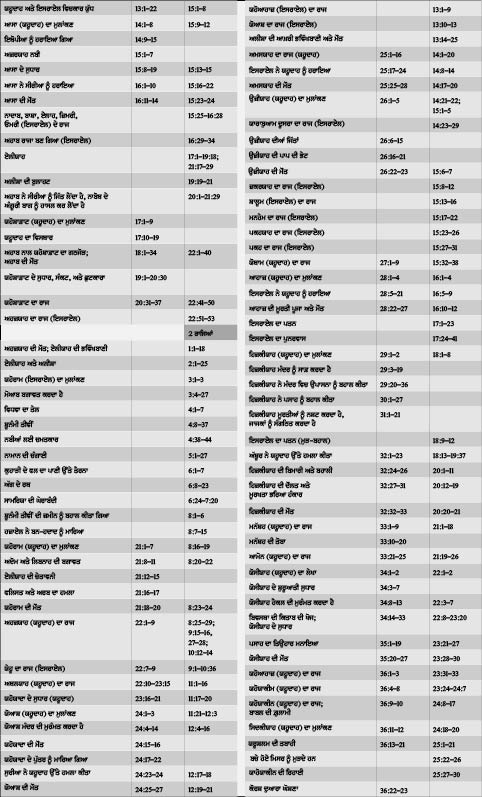 ਯਹੂਦਾਹ ਅਤੇ ਇਸਰਾਏਲ ਵਿਚਕਾਰ ਯੁੱਧ 13:1–22 15:1–8
ਆਸਾ (ਯਹੂਦਾਹ) ਦਾ ਮੁਲਾਂਕਣ 14:1–8 15:9–12
ਇਥੋਪੀਆ ਨੂੰ ਹਰਾਇਆ ਗਿਆ 14:9–15
ਅਜ਼ਰਯਾਹ ਨਬੀ 15:1–7
ਆਸਾ ਦੇ ਸੁਧਾਰ 15:8–19 15:13–15
ਆਸਾ ਨੇ ਸੀਰੀਆ ਨੂੰ ਹਰਾਇਆ 16:1–10 15:16–22
ਆਸਾ ਦੀ ਮੌਤ 16:11–14 15:23–24
ਨਾਦਾਬ, ਬਾਸ਼ਾ, ਏਲਾਹ, ਜ਼ਿਮਰੀ,
ਓਮਰੀ (ਇਸਰਾਏਲ) ਦੇ ਰਾਜ 15:25–16:28
ਅਹਾਬ ਰਾਜਾ ਬਣ ਗਿਆ (ਇਸਰਾਏਲ) 16:29–34
ਏਲੀਯਾਹ 17:1–19:18;
21:17–29
ਅਲੀਸ਼ਾ ਦੀ ਬੁਲਾਹਟ 19:19–21
ਅਹਾਬ ਨੇ ਸੀਰੀਆ ਨੂੰ ਜਿੱਤ ਲੈਂਦਾ ਹੈ, ਨਾਬੋਥ ਦੇ 20:1–21:29
ਅੰਗੂਰੀ ਬਾਗ ਨੂੰ ਹਾਸਲ ਕਰ ਲੈਂਦਾ ਹੈ
ਯਹੋਸ਼ਾਫ਼ਾਟ (ਯਹੂਦਾਹ) ਦਾ ਮੁਲਾਂਕਣ 17:1–9
ਯਹੂਦਾਹ ਦਾ ਵਿਸਥਾਰ 17:10–19
ਅਹਾਬ ਨਾਲ ਯਹੋਸ਼ਾਫ਼ਾਟ ਦਾ ਗਠਜੋੜ; 18:1–34 22:1–40
ਅਹਾਬ ਦੀ ਮੌਤ
ਯਹੋਸ਼ਾਫ਼ਾਟ ਦੇ ਸੁਧਾਰ, ਸੰਕਟ, ਅਤੇ ਛੁਟਕਾਰਾ 19:1–20:30
ਯਹੋਸ਼ਾਫ਼ਾਟ ਦਾ ਰਾਜ 20:31–37 22:41–50
ਅਹਜ਼ਯਾਹ ਦਾ ਰਾਜ (ਇਸਰਾਏਲ) 22:51–53
2 ਰਾਜਿਆਂ
ਅਹਜ਼ਯਾਹ ਦੀ ਮੌਤ; ਏਲੀਯਾਹ ਦੀ ਭਵਿੱਖਬਾਣੀ 1:1–18
ਏਲੀਯਾਹ ਅਤੇ ਅਲੀਸ਼ਾ 2:1–25
ਯਹੋਰਾਮ (ਇਸਰਾਏਲ) ਦਾ ਮੁਲਾਂਕਣ 3:1–3
ਮੋਆਬ ਬਗਾਵਤ ਕਰਦਾ ਹੈ 3:4–27
ਵਿਧਵਾ ਦਾ ਤੇਲ 4:1–7
ਸ਼ੂਨੰਮੀ ਤੀਵੀਂ 4:8–37
ਨਬੀਆਂ ਲਈ ਚਮਤਕਾਰ 4:38–44
ਨਾਮਾਨ ਦੀ ਚੰਗਾਈ 5:1–27
ਕੁਹਾੜੀ ਦੇ ਫਲ ਦਾ ਪਾਣੀ ਉੱਤੇ ਤੈਰਨਾ 6:1–7
ਅੱਗ ਦੇ ਰਥ 6:8–23
ਸਾਮਰਿਯਾ ਦੀ ਘੇਰਾਬੰਦੀ 6:24–7:20
ਸ਼ੂਨੰਮੀ ਤੀਵੀਂ ਦੀ ਜ਼ਮੀਨ ਨੂੰ ਬਹਾਲ ਕੀਤਾ ਗਿਆ 8:1–6
ਹਜ਼ਾਏਲ ਨੇ ਬਨ-ਹਦਾਦ ਨੂੰ ਮਾਰਿਆ 8:7–15
ਯਹੋਰਾਮ (ਯਹੂਦਾਹ) ਦਾ ਮੁਲਾਂਕਣ 21:1–7 8:16–19
ਅਦੋਮ ਅਤੇ ਲਿਬਨਾਹ ਦੀ ਬਗਾਵਤ 21:8–11 8:20–22
ਏਲੀਯਾਹ ਦੀ ਚੇਤਾਵਨੀ 21:12–15
ਫਲਿਸਤ ਅਤੇ ਅਰਬ ਦਾ ਹਮਲਾ 21:16–17
ਯਹੋਰਾਮ ਦੀ ਮੌਤ 21:18–20 8:23–24
ਅਹਜ਼ਯਾਹ (ਯਹੂਦਾਹ) ਦਾ ਰਾਜ 22:1–9 8:25–29;
9:15–16,
27–28;
10:12–14
ਯੇਹੂ ਦਾ ਰਾਜ (ਇਸਰਾਏਲ) 22:7–9 9:1–10:36
ਅਥਲਯਾਹ (ਯਹੂਦਾਹ) ਦਾ ਰਾਜ 22:10–23:15 11:1–16
ਯਹੋਯਾਦਾ ਦੇ ਸੁਧਾਰ (ਯਹੂਦਾਹ) 23:16–21 11:17–20
ਯੋਆਸ਼ (ਯਹੂਦਾਹ) ਦਾ ਮੁਲਾਂਕਣ 24:1–3 11:21–12:3
ਯੋਆਸ਼ ਮੰਦਰ ਦੀ ਮੁਰੰਮਤ ਕਰਦਾ ਹੈ 24:4–14 12:4–16
ਯਹੋਯਾਦਾ ਦੀ ਮੌਤ 24:15–16
ਯਹੋਯਾਦਾ ਦੇ ਪੁੱਤਰ ਨੂੰ ਮਾਰਿਆ ਗਿਆ 24:17–22
ਸੁਰੀਆ ਨੇ ਯਹੂਦਾਹ ਉੱਤੇ ਹਮਲਾ ਕੀਤਾ 24:23–24 12:17–18
ਯੋਆਸ਼ ਦੀ ਮੌਤ 24:25–27 12:19–21
ਯਹੋਆਹਾਜ਼ (ਯਹੂਦਾਹ) ਦਾ ਰਾਜ 13:1–9
ਯੋਆਸ਼ ਦਾ ਰਾਜ (ਇਸਰਾਏਲ) 13:10–13
ਅਲੀਸ਼ਾ ਦੀ ਆਖ਼ਰੀ ਭਵਿੱਖਬਾਣੀ ਅਤੇ ਮੌਤ 13:14–25
ਅਮਸਯਾਹ ਦਾ ਰਾਜ (ਯਹੂਦਾਹ) 25:1–16 14:1–20
ਇਸਰਾਏਲ ਨੇ ਯਹੂਦਾਹ ਨੂੰ ਹਰਾਇਆ 25:17–24 14:8–14
ਅਮਸਯਾਹ ਦੀ ਮੌਤ 25:25–28 14:17–20
ਉਜ਼ੀਯਾਹ (ਯਹੂਦਾਹ) ਦਾ ਮੁਲਾਂਕਣ 26:1–5 14:21–22;
15:1–5
ਯਾਰਾਬੁਆਮ ਦੂਸਰਾ ਦਾ ਰਾਜ (ਇਸਰਾਏਲ) 14:23–29
ਉਜ਼ੀਯਾਹ ਦੀਆਂ ਜਿੱਤਾਂ 26:6–15
ਉਜ਼ੀਯਾਹ ਦੀ ਪਾਪ ਦੀ ਭੇਟ 26:16–21
ਉਜ਼ੀਯਾਹ ਦੀ ਮੌਤ 26:22–23 15:6–7
ਜ਼ਕਰਯਾਹ ਦਾ ਰਾਜ (ਇਸਰਾਏਲ) 15:8–12
ਸ਼ਾਲੂਮ (ਇਸਰਾਏਲ) ਦਾ ਰਾਜ 15:13–16
ਮਨਹੇਮ ਦਾ ਰਾਜ (ਇਸਰਾਏਲ) 15:17–22
ਪਕਹਯਾਹ ਦਾ ਰਾਜ (ਇਸਰਾਏਲ) 15:23–26
ਪਕਹ ਦਾ ਰਾਜ (ਇਸਰਾਏਲ) 15:27–31
ਯੋਥਾਮ (ਯਹੂਦਾਹ) ਦਾ ਰਾਜ 27:1–9 15:32–38
ਆਹਾਜ਼ (ਯਹੂਦਾਹ) ਦਾ ਮੁਲਾਂਕਣ 28:1–4 16:1–4
ਇਸਰਾਏਲ ਨੇ ਯਹੂਦਾਹ ਨੂੰ ਹਰਾਇਆ 28:5–21 16:5–9
ਆਹਾਜ਼ ਦੀ ਮੂਰਤੀ ਪੂਜਾ ਅਤੇ ਮੌਤ 28:22–27 16:10–12
ਇਸਰਾਏਲ ਦਾ ਪਤਨ 17:1–23
ਇਸਰਾਏਲ ਦਾ ਪੁਨਰਵਾਸ 17:24–41
ਹਿਜ਼ਕੀਯਾਹ (ਯਹੂਦਾਹ) ਦਾ ਮੁਲਾਂਕਣ 29:1–2 18:1–8
ਹਿਜ਼ਕੀਯਾਹ ਮੰਦਰ ਨੂੰ ਸਾਫ਼ ਕਰਦਾ ਹੈ 29:3–19
ਹਿਜ਼ਕੀਯਾਹ ਨੇ ਮੰਦਰ ਵਿਚ ਉਪਾਸਨਾ ਨੂੰ ਬਹਾਲ ਕੀਤਾ 29:20–36
ਹਿਜ਼ਕੀਯਾਹ ਨੇ ਪਸਾਹ ਨੂੰ ਬਹਾਲ ਕੀਤਾ 30:1–27
ਹਿਜ਼ਕੀਯਾਹ ਮੂਰਤੀਆਂ ਨੂੰ ਨਸ਼ਟ ਕਰਦਾ ਹੈ, 31:1–21
ਜਾਜਕਾਂ ਨੂੰ ਸੰਗਠਿਤ ਕਰਦਾ ਹੈ
ਇਸਰਾਏਲ ਦਾ ਪਤਨ (ਮੁੜ-ਬਹਾਲ) 18:9–12
ਅੱਸ਼ੂਰ ਨੇ ਯਹੂਦਾਹ ਉੱਤੇ ਹਮਲਾ ਕੀਤਾ 32:1–23 18:13–19:37
ਹਿਜ਼ਕੀਯਾਹ ਦੀ ਬਿਮਾਰੀ ਅਤੇ ਬਹਾਲੀ 32:24–26 20:1–11
ਹਿਜ਼ਕੀਯਾਹ ਦੀ ਦੌਲਤ ਅਤੇ 32:27–31 20:12–19
ਮੂਰਖਤਾ ਭਰਿਆ ਹੰਕਾਰ
ਹਿਜ਼ਕੀਯਾਹ ਦੀ ਮੌਤ 32:32–33 20:20–21
ਮਨੱਸ਼ਹ (ਯਹੂਦਾਹ) ਦਾ ਰਾਜ 33:1–9 21:1–18
ਮਨੱਸ਼ਹ ਦੀ ਤੋਬਾ 33:10–20
ਆਮੋਨ (ਯਹੂਦਾਹ) ਦਾ ਰਾਜ 33:21–25 21:19–26
ਯੋਸੀਯਾਹ (ਯਹੂਦਾਹ) ਦਾ ਲੇਖਾ 34:1–2 22:1–2
ਯੋਸੀਯਾਹ ਦੇ ਸ਼ੁਰੂਆਤੀ ਸੁਧਾਰ 34:3–7
ਯੋਸੀਯਾਹ ਹੈਕਲ ਦੀ ਮੁਰੰਮਤ ਕਰਦਾ ਹੈ 34:8–13 22:3–7
ਬਿਵਸਥਾ ਦੀ ਕਿਤਾਬ ਦੀ ਖੋਜ; 34:14–33 22:8–23:20
ਯੋਸੀਯਾਹ ਦੇ ਸੁਧਾਰ
ਪਸਾਹ ਦਾ ਤਿਉਹਾਰ ਮਨਾਇਆ 35:1–19 23:21–27
ਯੋਸੀਯਾਹ ਦੀ ਮੌਤ 35:20–27 23:28–30
ਯਹੋਆਹਾਜ਼ (ਯਹੂਦਾਹ) ਦਾ ਰਾਜ 36:1–3 23:31–33
ਯਹੋਯਾਕੀਮ (ਯਹੂਦਾਹ) ਦਾ ਰਾਜ 36:4–8 23:24–24:7
ਯਹੋਯਾਕੀਨ (ਯਹੂਦਾਹ) ਦਾ ਰਾਜ; 36:9–10 24:8–17
ਬਾਬਲ ਦੀ ਗ਼ੁਲਾਮੀ
ਸਿਦਕੀਯਾਹ (ਯਹੂਦਾਹ) ਦਾ ਮੁਲਾਂਕਣ 36:11–12 24:18–20
ਯਰੂਸ਼ਲਮ ਦੀ ਤਬਾਹੀ 36:13–21 25:1–21
ਬਚੇ ਹੋਏ ਮਿਸਰ ਨੂੰ ਮੁੜਦੇ ਹਨ 25:22–26
ਯਾਹੋਯਾਕੀਨ ਦੀ ਰਿਹਾਈ 25:27–30
ਕੋਰਸ਼ ਦੁਆਰਾ ਘੋਸ਼ਣਾ 36:22–23